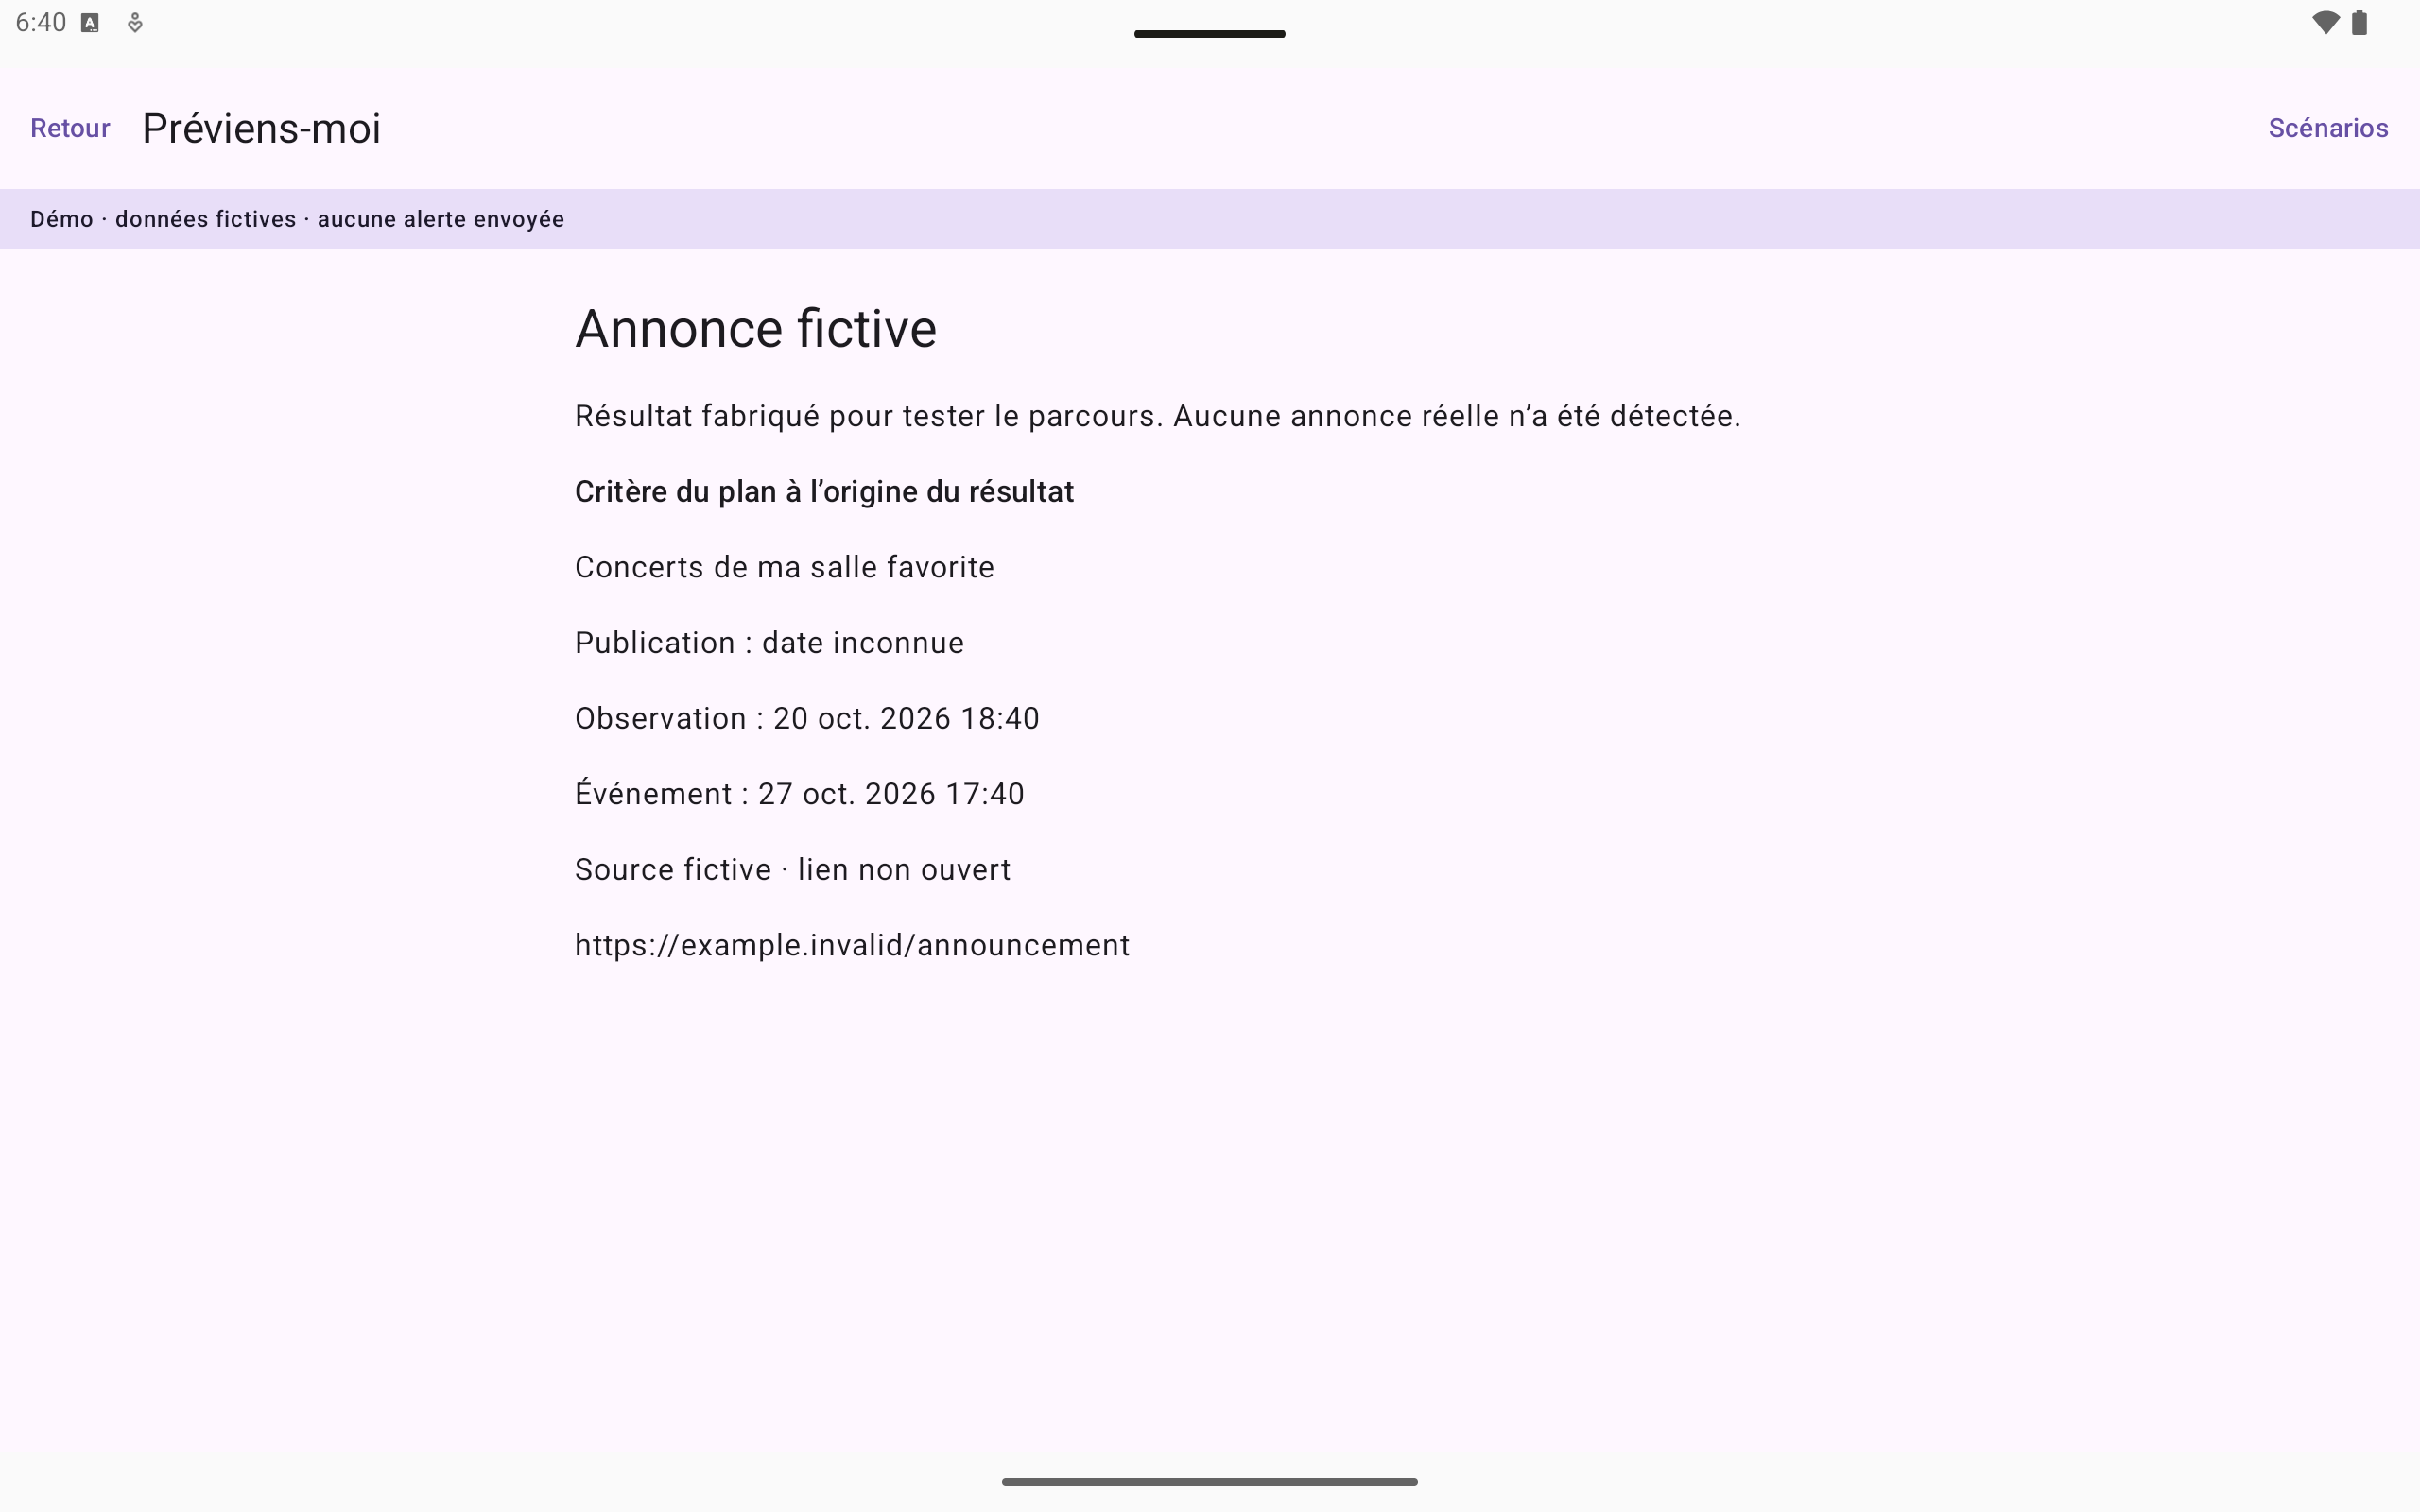 6:40
Retour Préviens-moi Scénarios
Démo · données fictives · aucune alerte envoyée
Annonce fictive
Résultat fabriqué pour tester le parcours. Aucune annonce réelle n’a été détectée.
Critère du plan à l’origine du résultat
Concerts de ma salle favorite
Publication : date inconnue
Observation : 20 oct. 2026 18:40
Événement : 27 oct. 2026 17:40
Source fictive · lien non ouvert
https://example.invalid/announcement